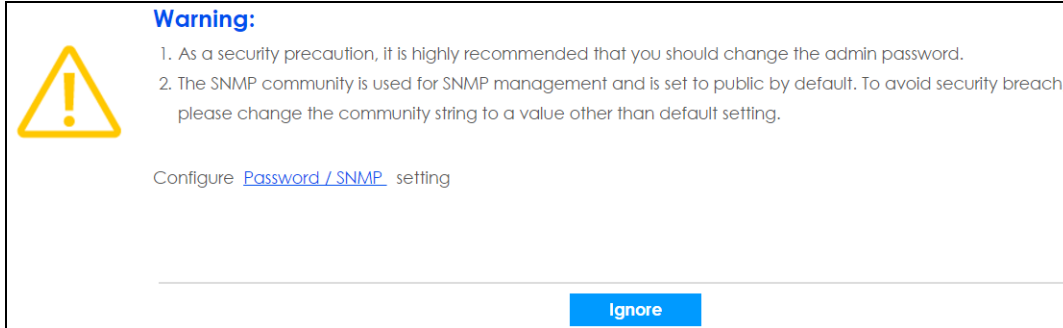 Warning:
1. As a security precaution, it is highly recommended that you should change the admin password.
2. The SNMP community is used for SNMP management and is set to public by default. To avoid security breach
please change the community string to a value other than default setting.
Configure Password / SNMP setting
Ignore